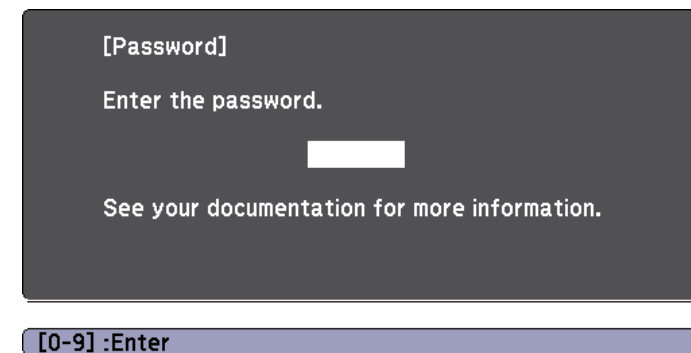 [Password]
Enter the password.
See your documentation for more information.
[0-9] :Enter